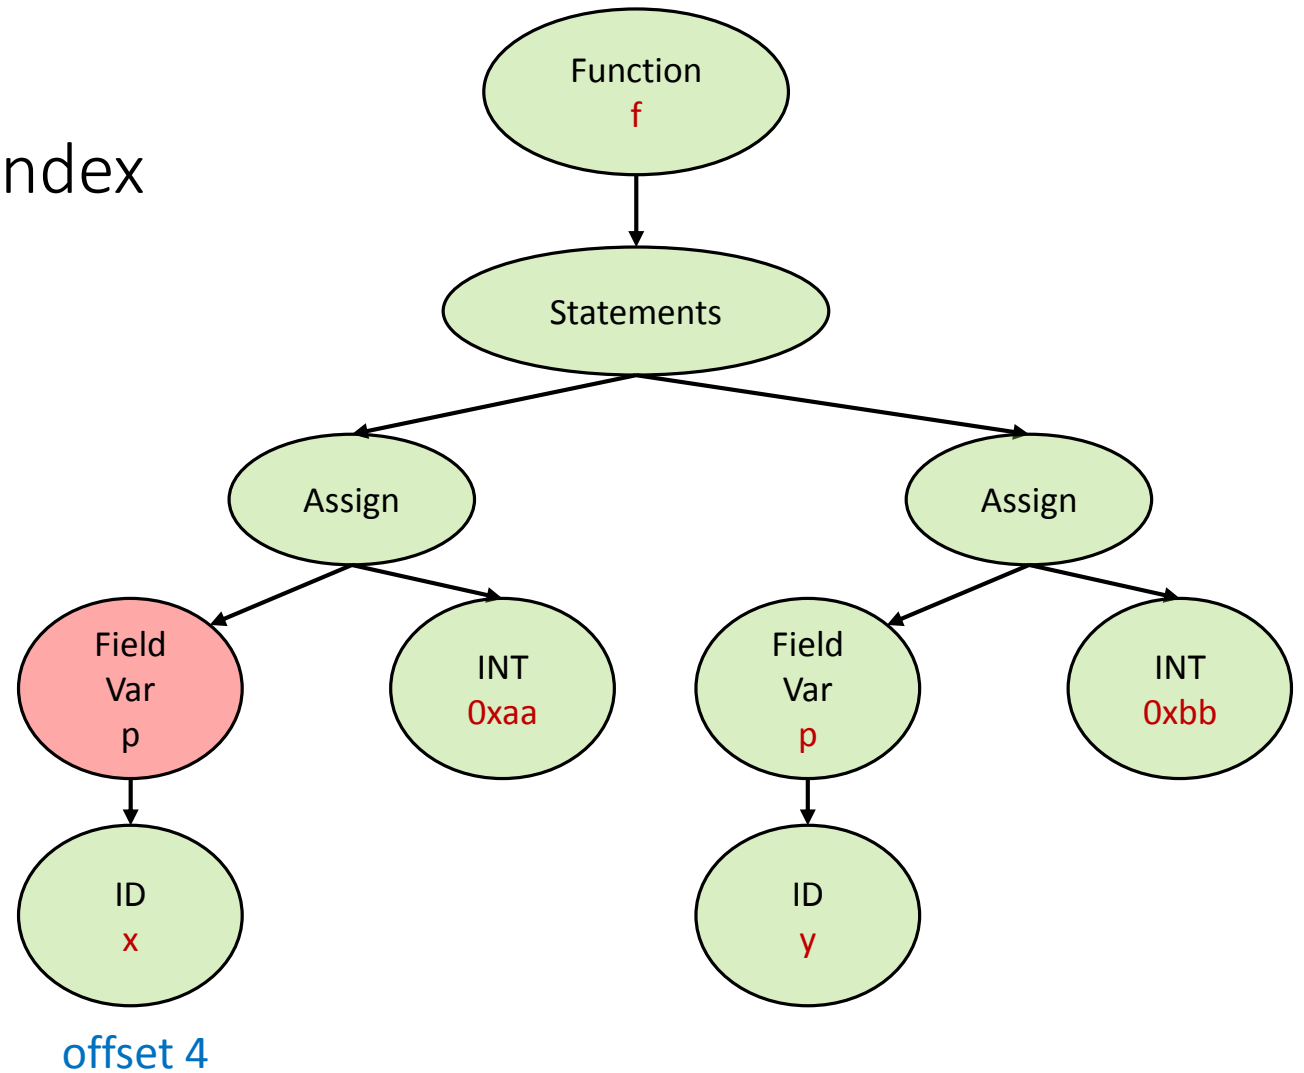 Function
f
ndex
Statements
Assign
Assign
Field
Var
p
INT
0xaa
Field
Var
p
INT
0xbb
ID
x
ID
y
offset 4